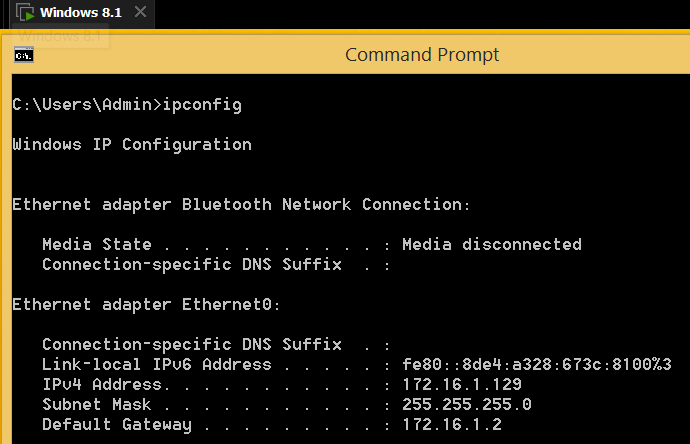 Windows 8.1
Windows 8.1
Command Prompt
C:\Users\Admin>ipconfig
Windows IP Configuration
Ethernet adapter Bluetooth Network Connection:
Media State . . . . . . . . . . . : Media disconnected
Connection-specific DNS Suffix  . :
Ethernet adapter Ethernet0:
Connection-specific DNS Suffix  . :
Link-local IPv6 Address . . . . . : fe80::8de4:a328:673c:8100%3
IPv4 Address. . . . . . . . . . . : 172.16.1.129
Subnet Mask . . . . . . . . . . . : 255.255.255.0
Default Gateway . . . . . . . . . : 172.16.1.2